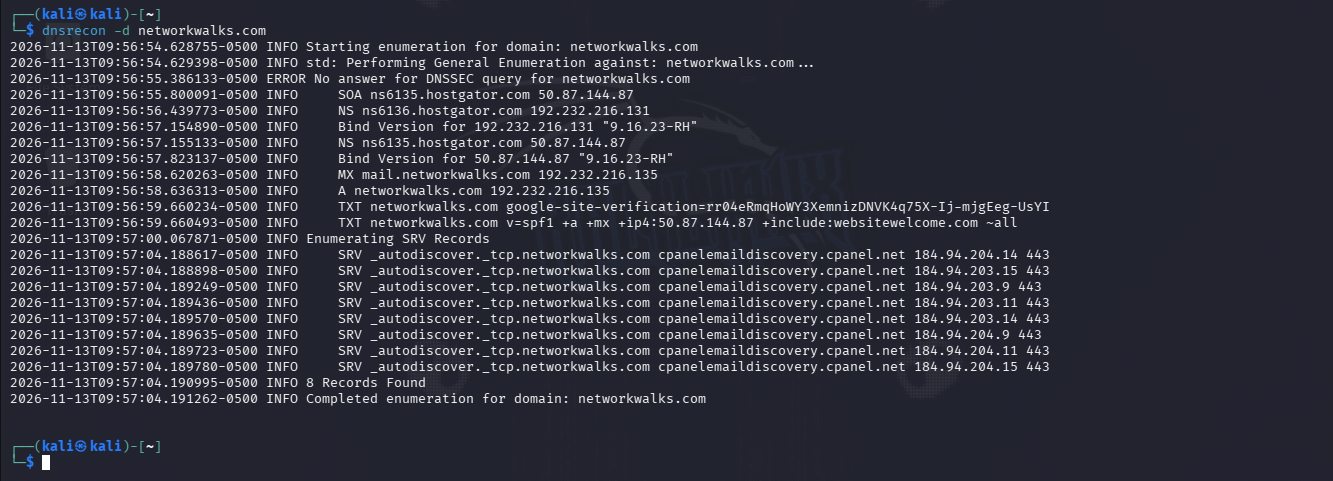 ┌──(kali㉿kali)-[~]
└─$ dnsrecon -d networkwalks.com
2026-11-13T09:56:54.628755-0500 INFO Starting enumeration for domain: networkwalks.com
2026-11-13T09:56:54.629398-0500 INFO std: Performing General Enumeration against: networkwalks.com...
2026-11-13T09:56:55.386133-0500 ERROR No answer for DNSSEC query for networkwalks.com
2026-11-13T09:56:55.800091-0500 INFO     SOA ns6135.hostgator.com 50.87.144.87
2026-11-13T09:56:56.439773-0500 INFO     NS ns6136.hostgator.com 192.232.216.131
2026-11-13T09:56:57.154890-0500 INFO     Bind Version for 192.232.216.131 "9.16.23-RH"
2026-11-13T09:56:57.155133-0500 INFO     NS ns6135.hostgator.com 50.87.144.87
2026-11-13T09:56:57.823137-0500 INFO     Bind Version for 50.87.144.87 "9.16.23-RH"
2026-11-13T09:56:58.620263-0500 INFO     MX mail.networkwalks.com 192.232.216.135
2026-11-13T09:56:58.636313-0500 INFO     A networkwalks.com 192.232.216.135
2026-11-13T09:56:59.660234-0500 INFO     TXT networkwalks.com google-site-verification=rr04eRmqHoWY3XemnizDNVK4q75X-Ij-mjgEeg-UsYI
2026-11-13T09:56:59.660493-0500 INFO     TXT networkwalks.com v=spf1 +a +mx +ip4:50.87.144.87 +include:websitewelcome.com ~all
2026-11-13T09:57:00.067871-0500 INFO Enumerating SRV Records
2026-11-13T09:57:04.188617-0500 INFO     SRV _autodiscover._tcp.networkwalks.com cpanelemaildiscovery.cpanel.net 184.94.204.14 443
2026-11-13T09:57:04.188898-0500 INFO     SRV _autodiscover._tcp.networkwalks.com cpanelemaildiscovery.cpanel.net 184.94.203.15 443
2026-11-13T09:57:04.189249-0500 INFO     SRV _autodiscover._tcp.networkwalks.com cpanelemaildiscovery.cpanel.net 184.94.203.9 443
2026-11-13T09:57:04.189436-0500 INFO     SRV _autodiscover._tcp.networkwalks.com cpanelemaildiscovery.cpanel.net 184.94.203.11 443
2026-11-13T09:57:04.189570-0500 INFO     SRV _autodiscover._tcp.networkwalks.com cpanelemaildiscovery.cpanel.net 184.94.203.14 443
2026-11-13T09:57:04.189635-0500 INFO     SRV _autodiscover._tcp.networkwalks.com cpanelemaildiscovery.cpanel.net 184.94.204.9 443
2026-11-13T09:57:04.189723-0500 INFO     SRV _autodiscover._tcp.networkwalks.com cpanelemaildiscovery.cpanel.net 184.94.204.11 443
2026-11-13T09:57:04.189780-0500 INFO     SRV _autodiscover._tcp.networkwalks.com cpanelemaildiscovery.cpanel.net 184.94.204.15 443
2026-11-13T09:57:04.190995-0500 INFO 8 Records Found
2026-11-13T09:57:04.191262-0500 INFO Completed enumeration for domain: networkwalks.com
┌──(kali㉿kali)-[~]
└─$